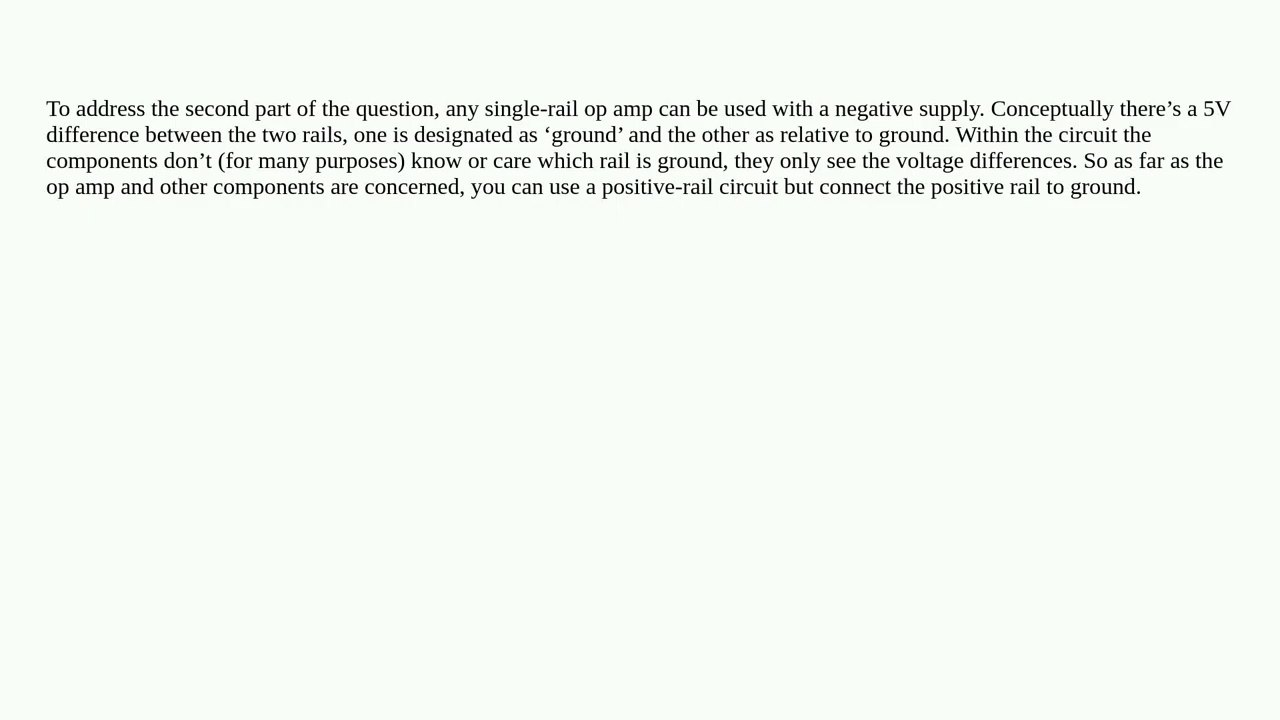 To address the second part of the question, any single-rail op amp can be used with a negative supply. Conceptually there’s a 5V
difference between the two rails, one is designated as ‘ground’ and the other as relative to ground. Within the circuit the
components don’t (for many purposes) know or care which rail is ground, they only see the voltage differences. So as far as the
op amp and other components are concerned, you can use a positive-rail circuit but connect the positive rail to ground.